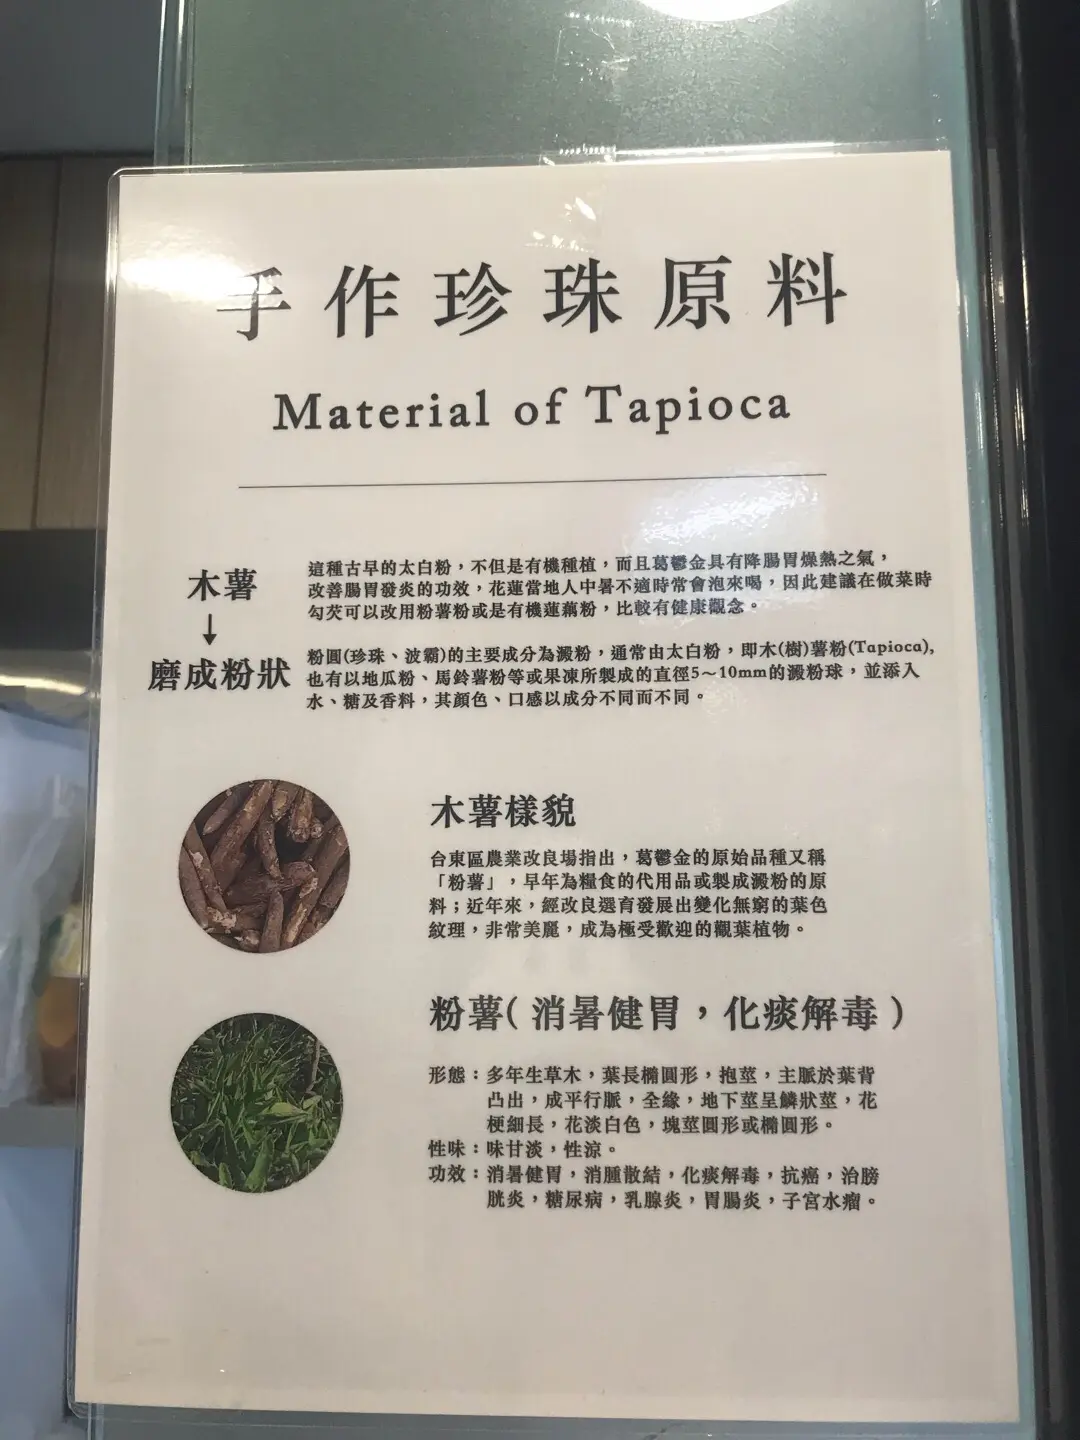 手作珍珠原料
Material of Tapioca
木薯
↓
磨成粉狀
這種古早的太白粉，不但是有機種植，而且葛鬱金具有降腸胃燥熱之氣，
改善腸胃發炎的功效，花蓮當地人中暑不適時常會泡來喝，因此建議在做菜時
勾芡可以改用粉薯粉或是有機蓮藕粉，比較有健康觀念。
粉圓(珍珠、波霸)的主要成分為澱粉，通常由太白粉，即木(樹)薯粉(Tapioca),
也有以地瓜粉、馬鈴薯粉等或果凍所製成的直徑5～10mm的澱粉球，並添入
水、糖及香料，其顏色、口感以成分不同而不同。
木薯樣貌
台東區農業改良場指出，葛鬱金的原始品種又稱
「粉薯」，早年為糧食的代用品或製成澱粉的原
料；近年來，經改良選育發展出變化無窮的葉色
紋理，非常美麗，成為極受歡迎的觀葉植物。
粉薯( 消暑健胃，化痰解毒 )
形態：多年生草木，葉長橢圓形，抱莖，主脈於葉背
凸出，成平行脈，全緣，地下莖呈鱗狀莖，花
梗細長，花淡白色，塊莖圓形或橢圓形。
性味：味甘淡，性涼。
功效：消暑健胃，消腫散結，化痰解毒，抗癌，治膀
胱炎，糖尿病，乳腺炎，胃腸炎，子宮水瘤。